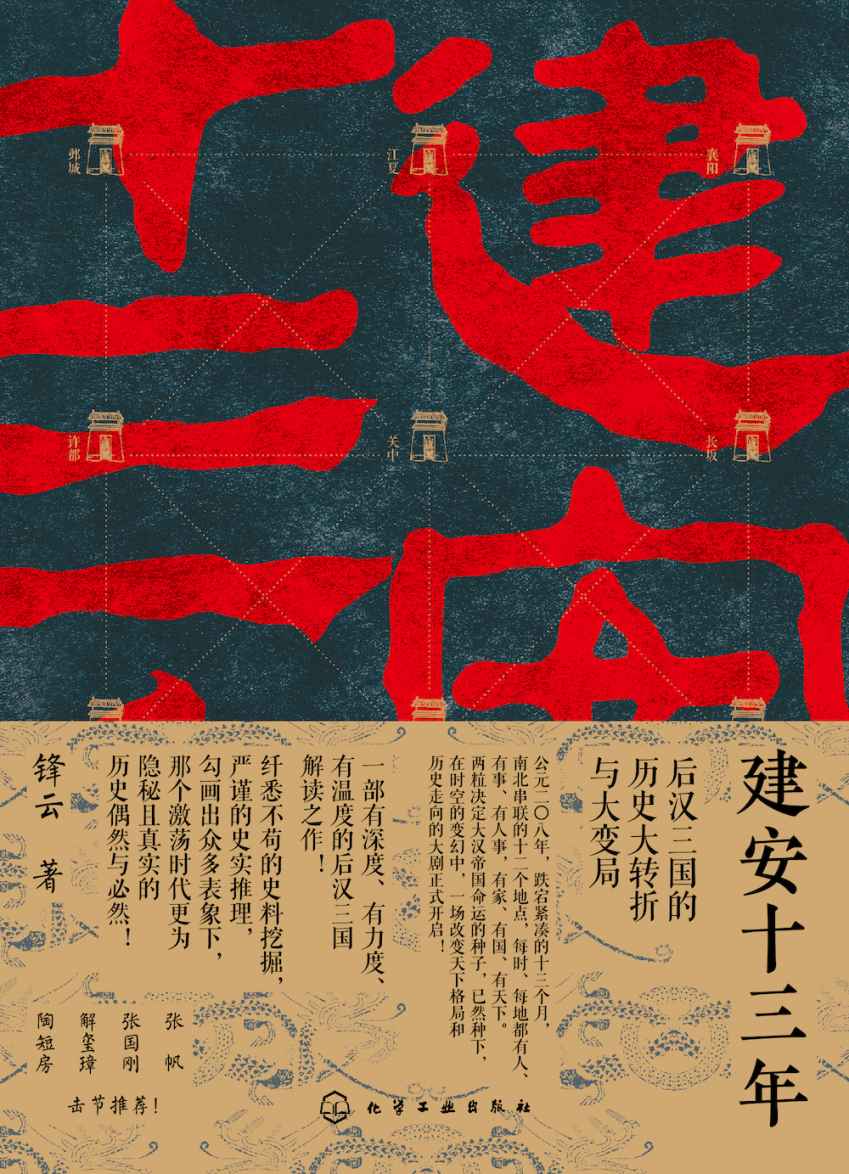 建安
十三
襄阳
江夏
邺城
长坂
关中
许都
建安十三年
后汉三国的
历史大转折
与大变局
公元二〇八年，跌宕紧凑的十三个月，
南北串联的十二个地点，每时、每地都有人、
有事、有人事，有家、有国、有天下。
两粒决定大汉帝国命运的种子，已然种下，
在时空的变幻中，一场改变天下格局和
历史走向的大剧正式开启！
一部有深度、有力度、
有温度的后汉三国
解读之作！
纤悉不苟的史料挖掘，
严谨的史实推理，
勾画出众多表象下，
那个激荡时代更为
隐秘且真实的
历史偶然与必然！
锋云 著
张帆
张国刚
解玺璋
陶短房
击节推荐！
化学工业出版社